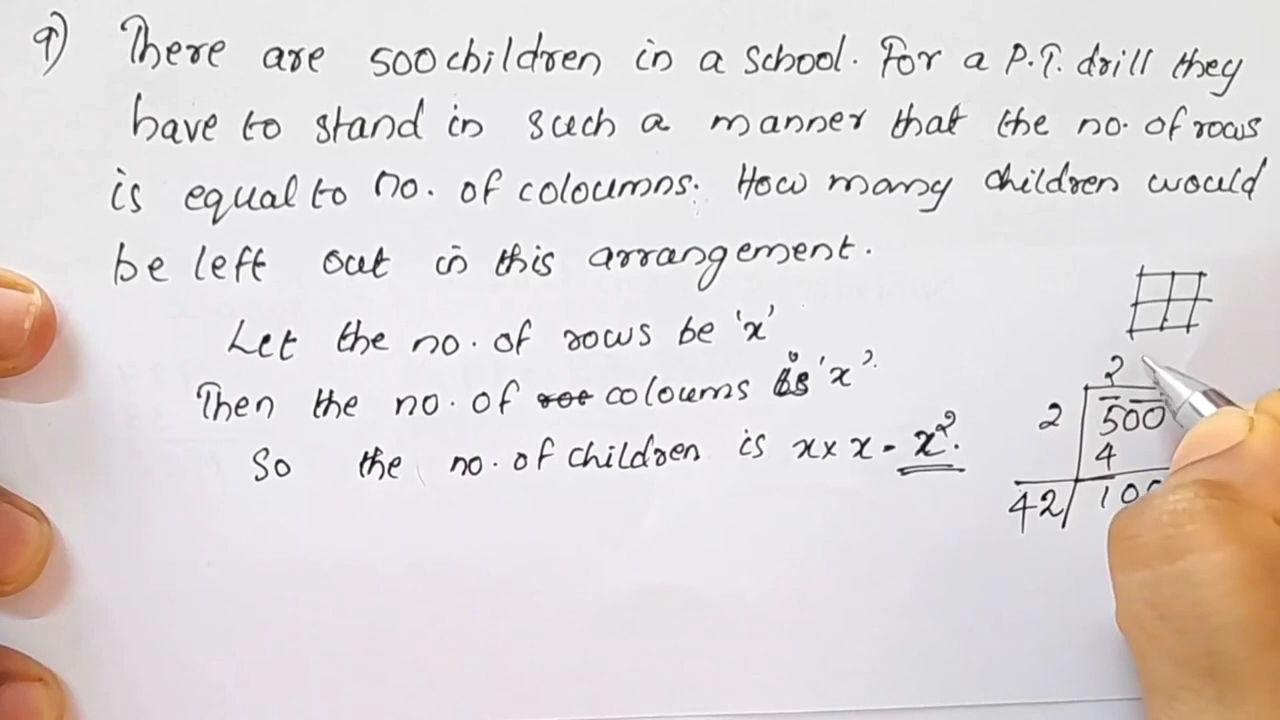 9) There are 500 children in a school. For a P.T. drill they
have to stand in such a manner that the no. of rows
is equal to no. of coloumns. How many children would
be left out in this arrangement.
Let the no. of rows be 'x'
Then the no. of coloums is 'x'.
So the no. of children is x × x = x².
2
2 500
4
42 100